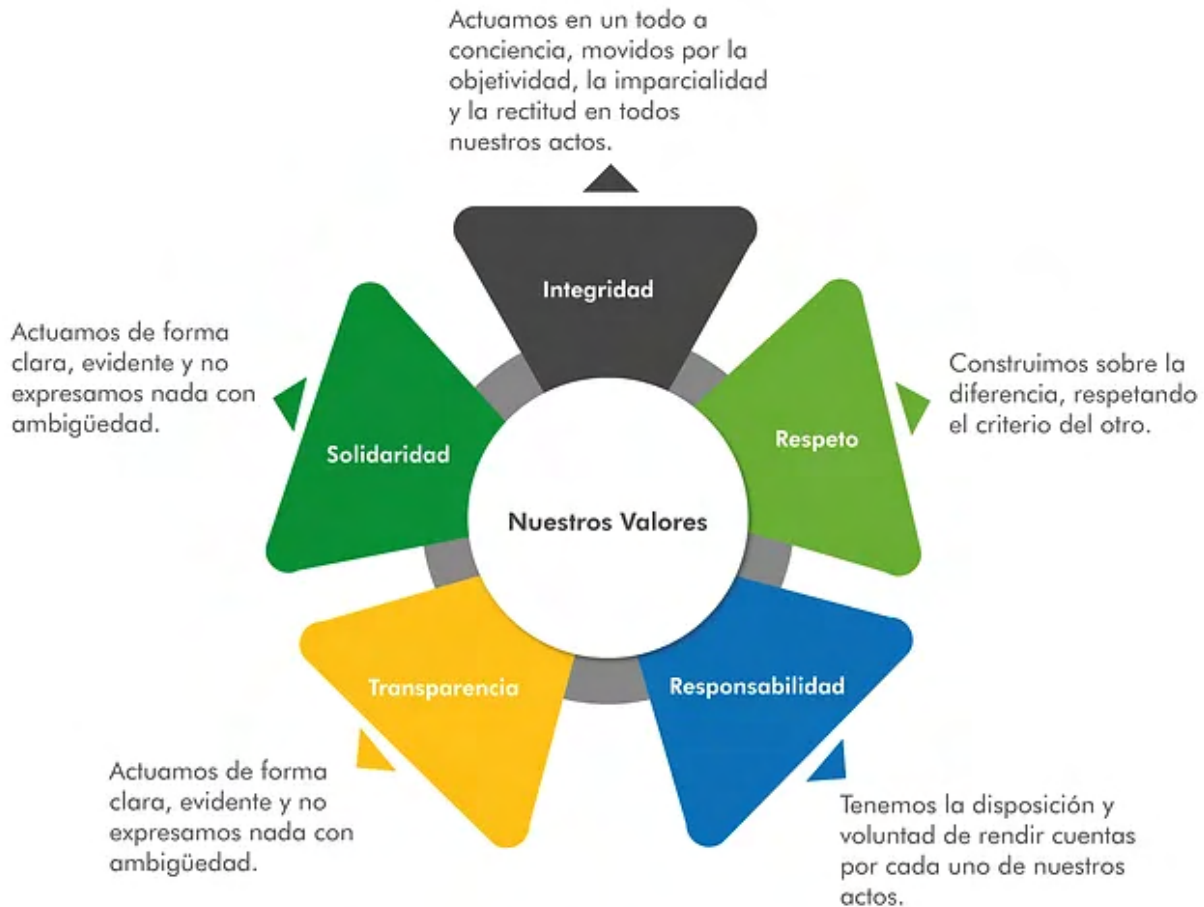 Actuamos en un todo a
conciencia, movidos por la
objetividad, la imparcialidad
y la rectitud en todos
nuestros actos.
Integridad
Actuamos de forma
clara, evidente y no
expresamos nada con
ambigüedad.
Solidaridad
Construimos sobre la
diferencia, respetando
el criterio del otro.
Respeto
Nuestros Valores
Transparencia
Actuamos de forma
clara, evidente y no
expresamos nada con
ambigüedad.
Responsabilidad
Tenemos la disposición y
voluntad de rendir cuentas
por cada uno de nuestros
actos.